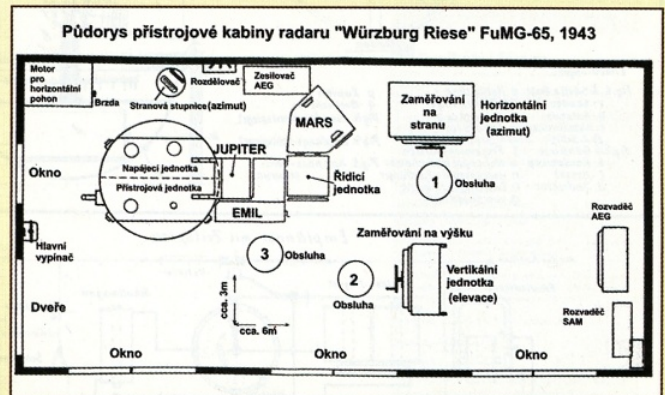 Půdorys přístrojové kabiny radaru "Würzburg Riese" FuMG-65, 1943
Motor
pro
horizontální
pohon
Brzda
Stranová stupnice (azimut)
Rozdělovač
Zesilovač
AEG
MARS
Zaměřování
na
stranu
Horizontální
jednotka
(azimut)
JUPITER
Napájecí jednotka
Přístrojová jednotka
Okno
Řídicí
jednotka
1
Obsluha
EMIL
Hlavní
vypínač
3
Obsluha
Zaměřování na výšku
2
Obsluha
Vertikální
jednotka
(elevace)
Rozvaděč
AEG
Dveře
cca. 3m
cca. 6m
Rozvaděč
SAM
Okno
Okno
Okno